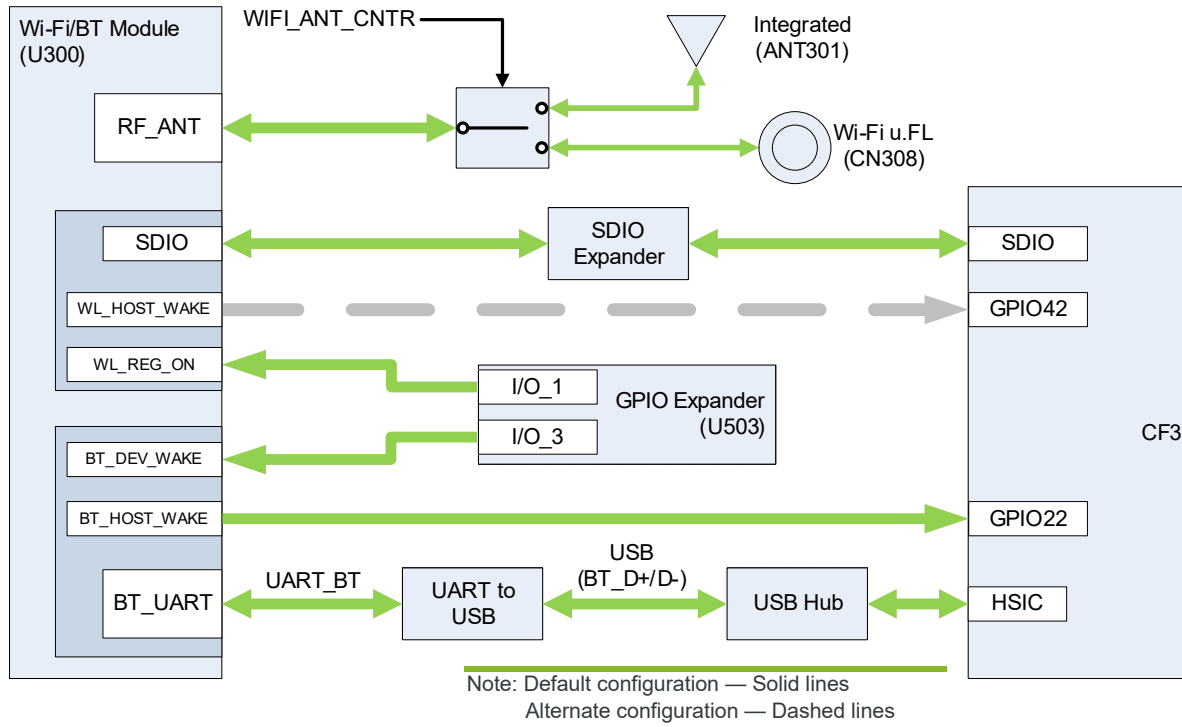 Wi-Fi/BT Module
(U300)
WIFI_ANT_CNTR
Integrated
(ANT301)
RF_ANT
Wi-Fi u.FL
(CN308)
SDIO
SDIO
Expander
SDIO
WL_HOST_WAKE
GPIO42
WL_REG_ON
I/O_1
GPIO Expander
(U503)
I/O_3
CF3
BT_DEV_WAKE
BT_HOST_WAKE
GPIO22
BT_UART
UART_BT
UART to
USB
USB
(BT_D+/D-)
USB Hub
HSIC
Note: Default configuration — Solid lines
Alternate configuration — Dashed lines